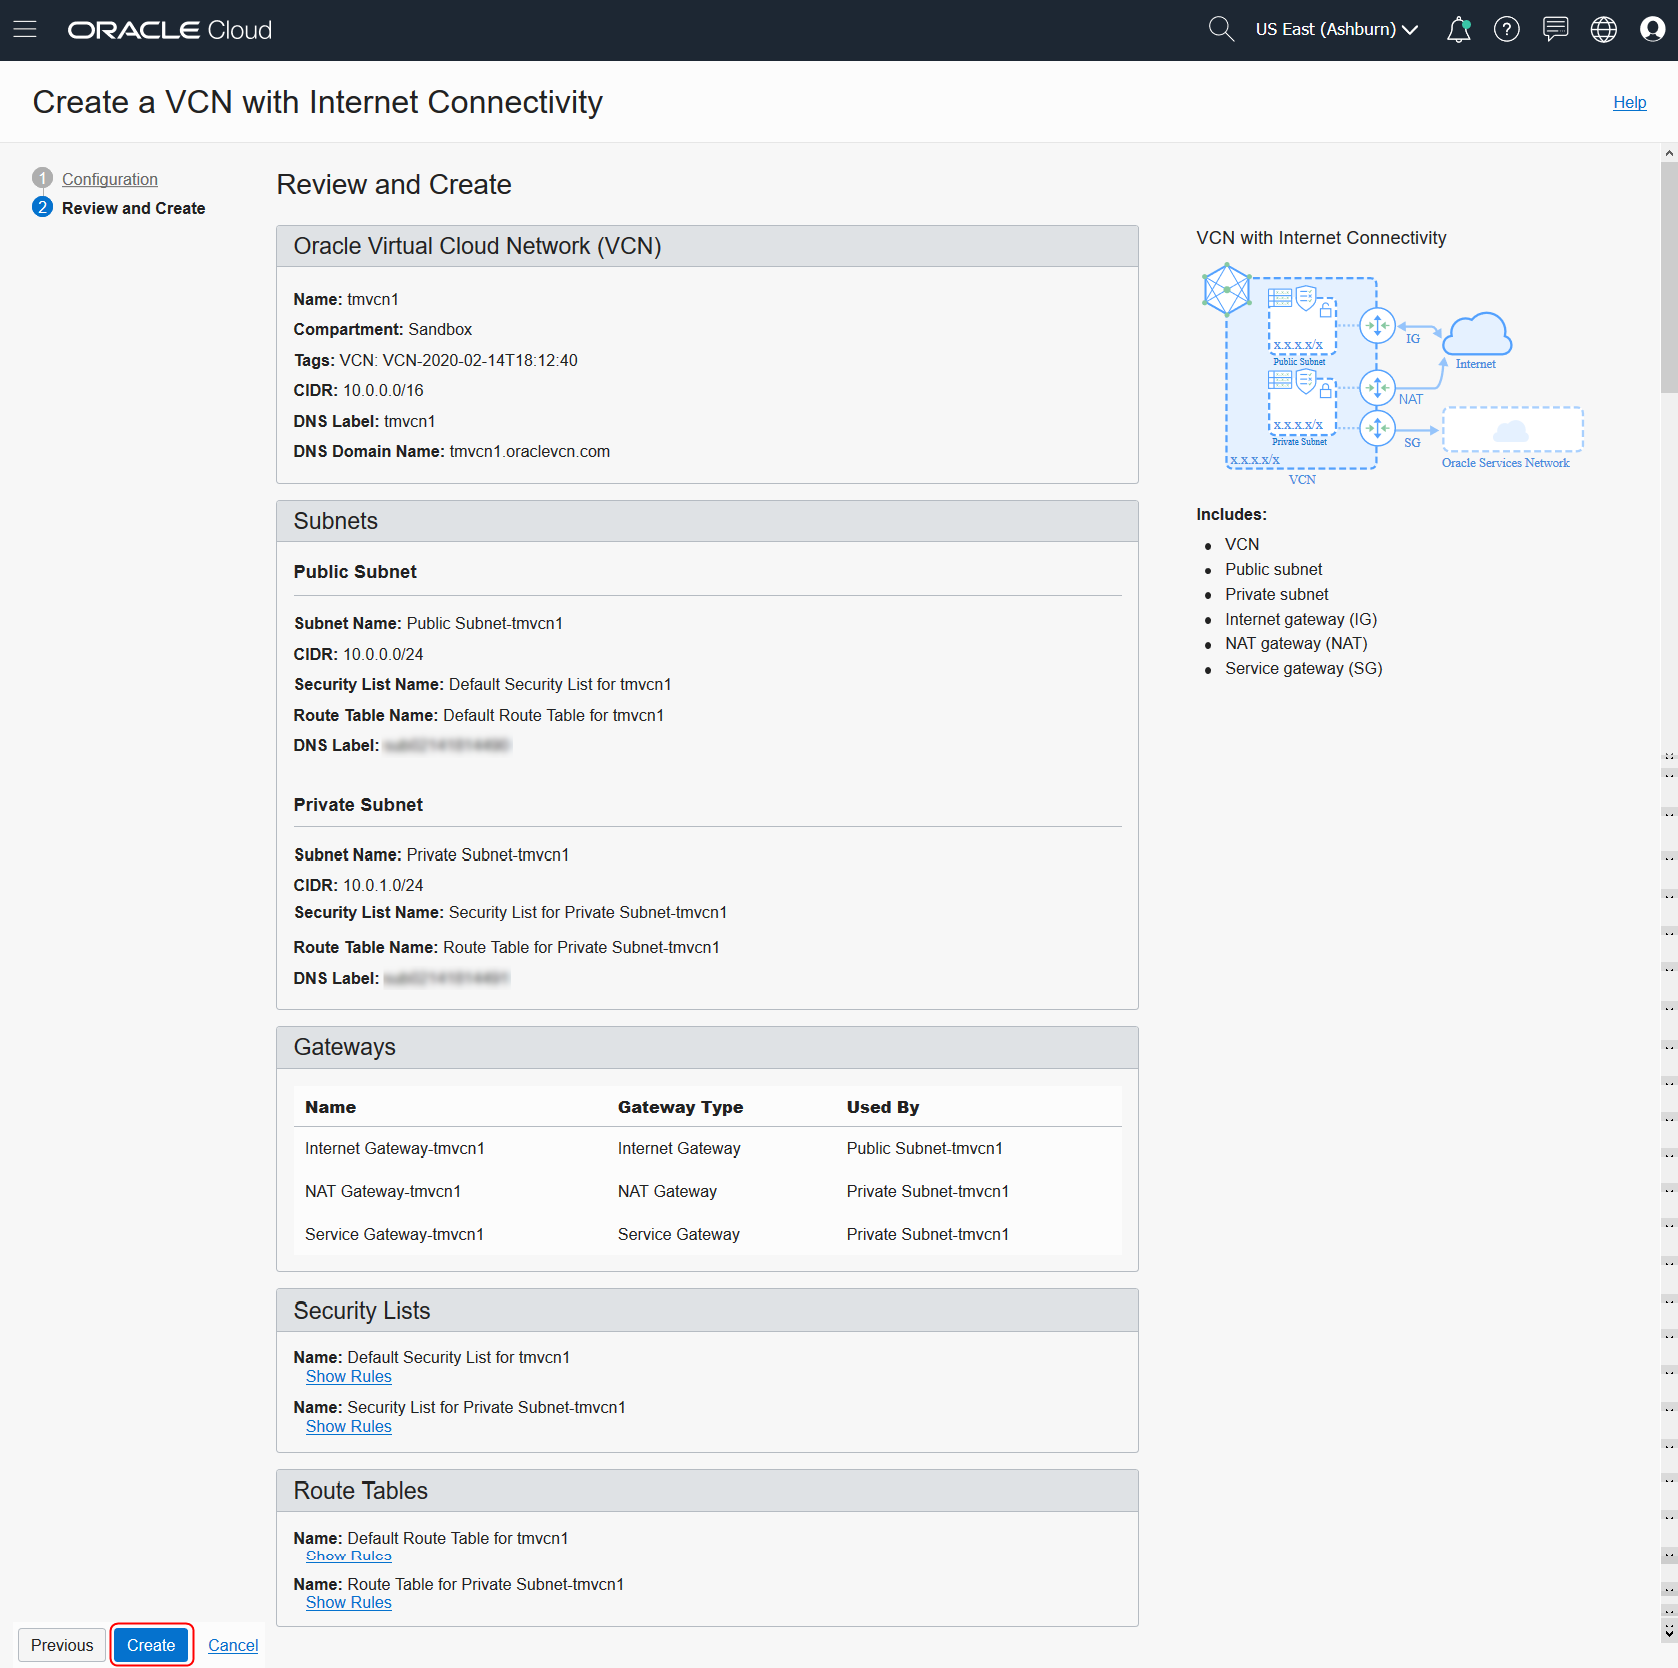 ORACLE Cloud
US East (Ashburn)
Create a VCN with Internet Connectivity
Help
1 Configuration
2 Review and Create
Review and Create
Oracle Virtual Cloud Network (VCN)
Name: tmvcn1
Compartment: Sandbox
Tags: VCN: VCN-2020-02-14T18:12:40
CIDR: 10.0.0.0/16
DNS Label: tmvcn1
DNS Domain Name: tmvcn1.oraclevcn.com
Subnets
Public Subnet
Subnet Name: Public Subnet-tmvcn1
CIDR: 10.0.0.0/24
Security List Name: Default Security List for tmvcn1
Route Table Name: Default Route Table for tmvcn1
DNS Label:
Private Subnet
Subnet Name: Private Subnet-tmvcn1
CIDR: 10.0.1.0/24
Security List Name: Security List for Private Subnet-tmvcn1
Route Table Name: Route Table for Private Subnet-tmvcn1
DNS Label:
Gateways
Name Gateway Type Used By
Internet Gateway-tmvcn1 Internet Gateway Public Subnet-tmvcn1
NAT Gateway-tmvcn1 NAT Gateway Private Subnet-tmvcn1
Service Gateway-tmvcn1 Service Gateway Private Subnet-tmvcn1
Security Lists
Name: Default Security List for tmvcn1
Show Rules
Name: Security List for Private Subnet-tmvcn1
Show Rules
Route Tables
Name: Default Route Table for tmvcn1
Show Rules
Name: Route Table for Private Subnet-tmvcn1
Show Rules
VCN with Internet Connectivity
x.x.x.x/x
Public Subnet
IG
Internet
NAT
x.x.x.x/x
Private Subnet
SG
x.x.x.x/x
Oracle Services Network
VCN
Includes:
VCN
Public subnet
Private subnet
Internet gateway (IG)
NAT gateway (NAT)
Service gateway (SG)
Previous Create Cancel